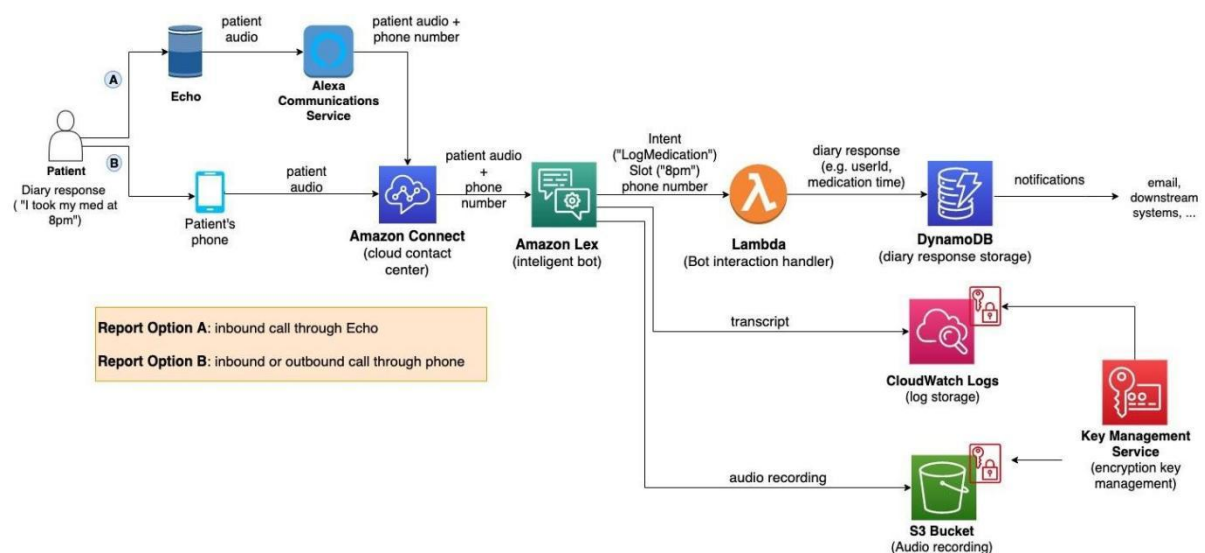 patient
audio
patient audio +
phone number
A
Echo
Alexa
Communications
Service
B
Patient
Diary response
( "I took my med at
8pm")
Patient's
phone
patient
audio
Amazon Connect
(cloud contact
center)
patient audio
+
phone
number
Amazon Lex
(inteligent bot)
Intent
("LogMedication")
Slot ("8pm")
phone number
Lambda
(Bot interaction handler)
diary response
(e.g. userId,
medication time)
DynamoDB
(diary response storage)
notifications
email,
downstream
systems, ...
Report Option A: inbound call through Echo
Report Option B: inbound or outbound call through phone
transcript
CloudWatch Logs
(log storage)
Key Management
Service
(encryption key
management)
audio recording
S3 Bucket
(Audio recording)